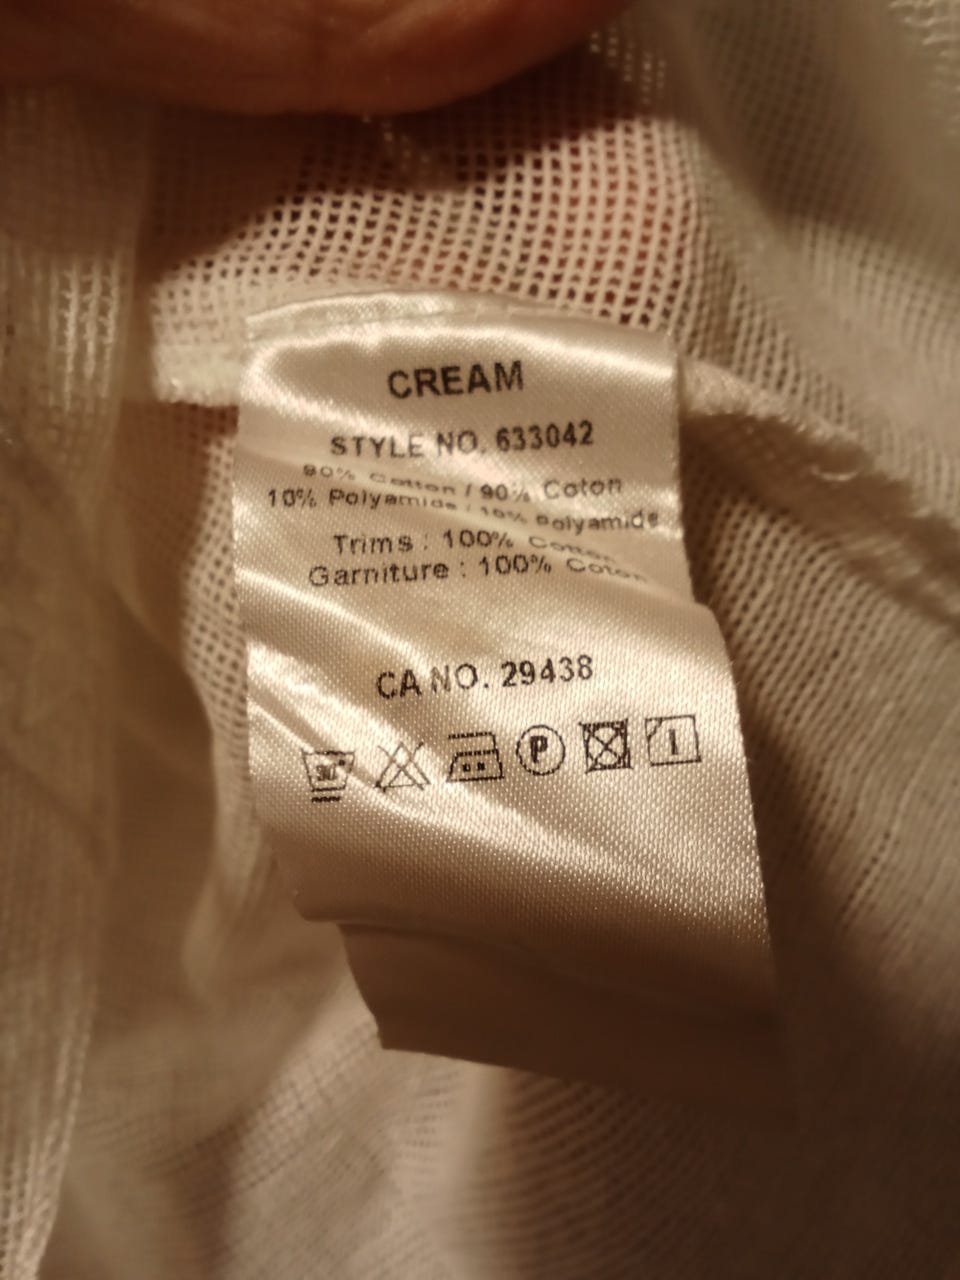 CREAM
STYLE NO. 633042
90% Cotton / 90% Coton
10% Polyamide / 10% Polyamide
Trims : 100% Cotton
Garniture : 100% Coton
CA NO. 29438
30° P I